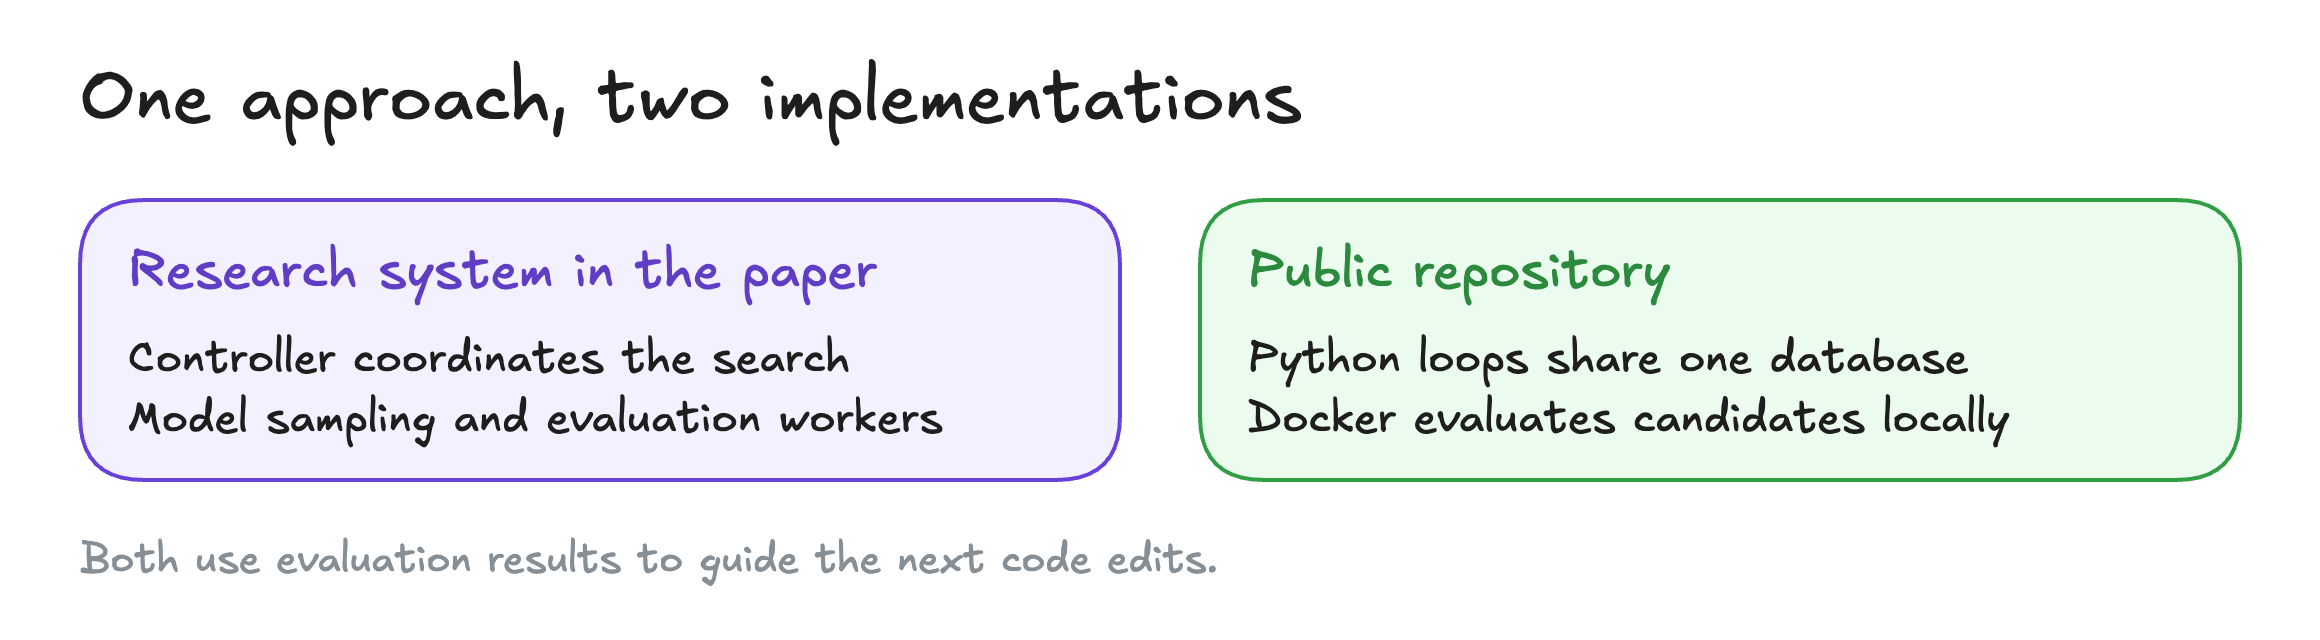 One approach, two implementations
Research system in the paper
Controller coordinates the search
Model sampling and evaluation workers
Public repository
Python loops share one database
Docker evaluates candidates locally
Both use evaluation results to guide the next code edits.